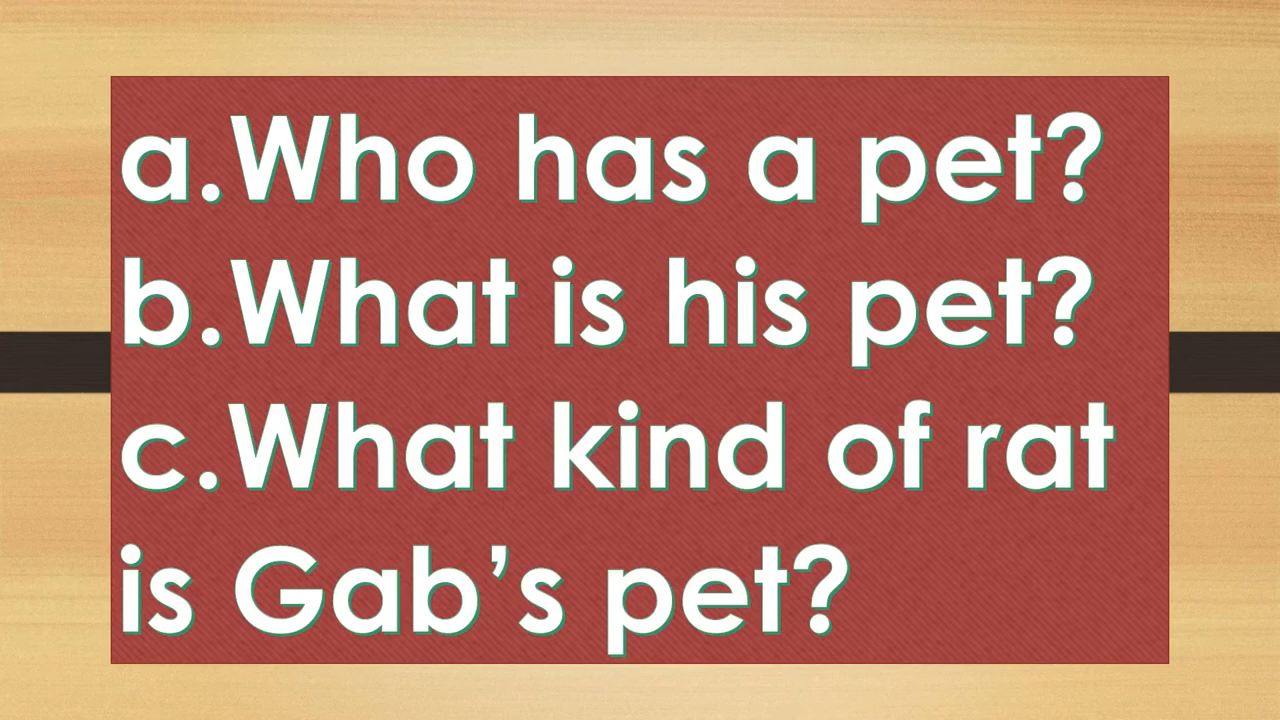 a.Who has a pet?
b.What is his pet?
c.What kind of rat
is Gab’s pet?